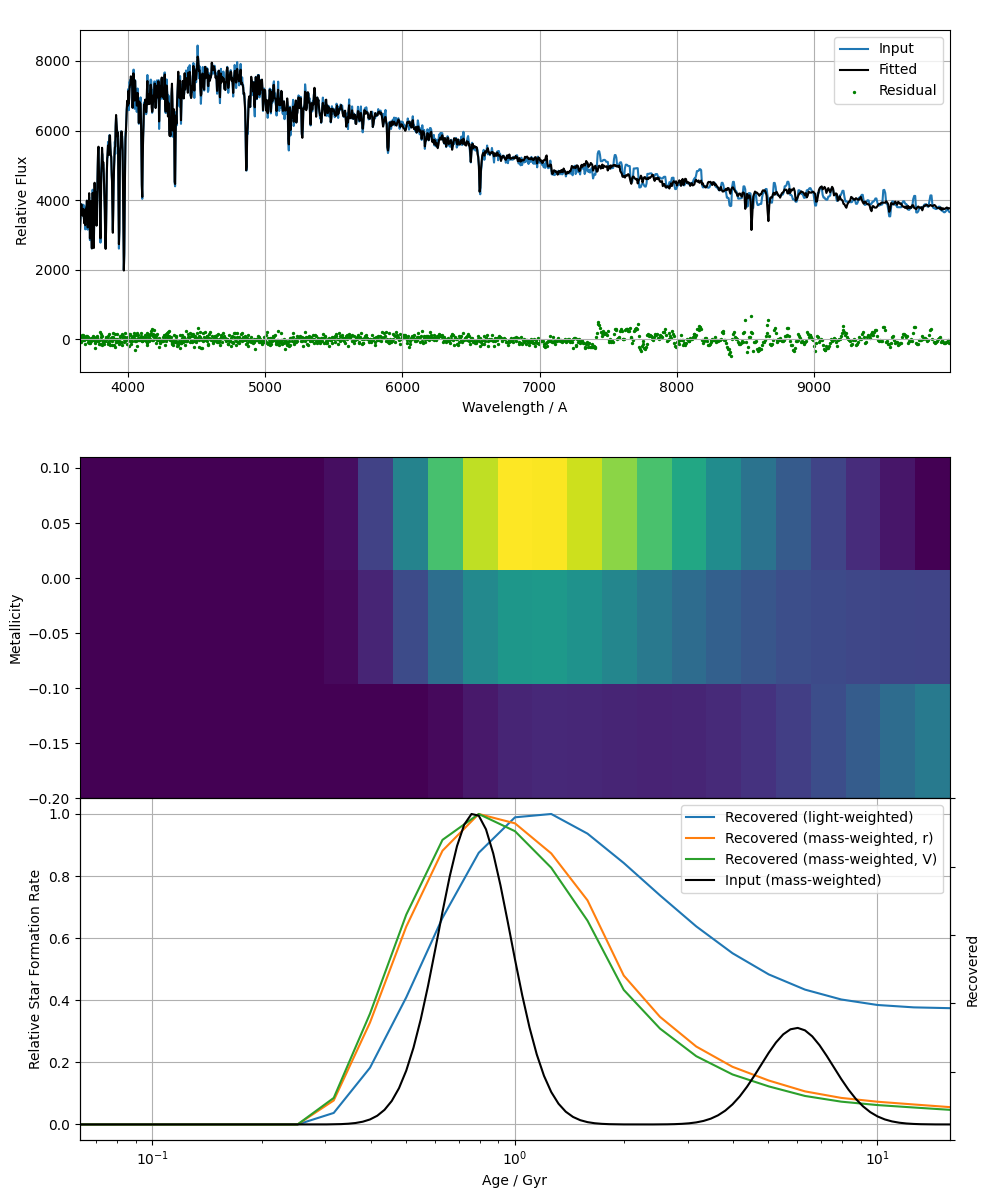 Relative Flux
8000
6000
4000
2000
0
Input
Fitted
Residual
4000 5000 6000 7000 8000 9000
Wavelength / A
Metallicity
0.10
0.05
0.00
−0.05
−0.10
−0.15
−0.20
Relative Star Formation Rate
1.0
0.8
0.6
0.4
0.2
0.0
Recovered (light-weighted)
Recovered (mass-weighted, r)
Recovered (mass-weighted, V)
Input (mass-weighted)
Recovered
10⁻¹ 10⁰ 10¹
Age / Gyr